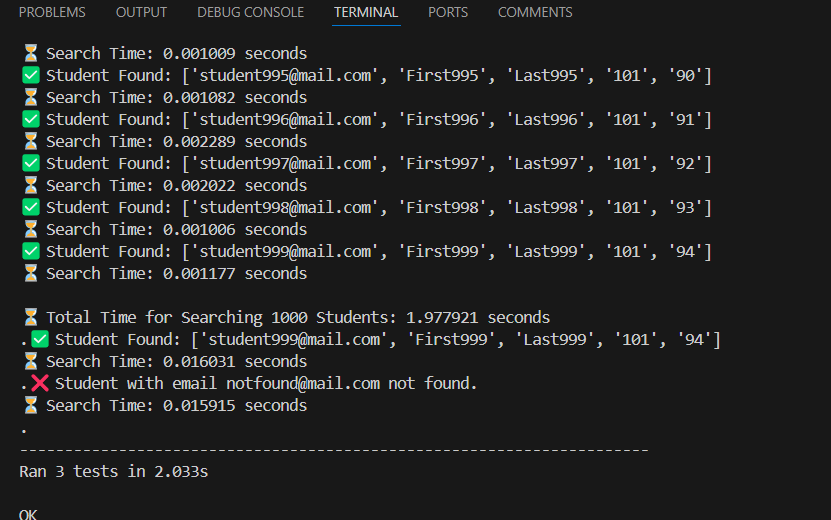 PROBLEMS OUTPUT DEBUG CONSOLE TERMINAL PORTS COMMENTS
⏳ Search Time: 0.001009 seconds
✅ Student Found: ['student995@mail.com', 'First995', 'Last995', '101', '90']
⏳ Search Time: 0.001082 seconds
✅ Student Found: ['student996@mail.com', 'First996', 'Last996', '101', '91']
⏳ Search Time: 0.002289 seconds
✅ Student Found: ['student997@mail.com', 'First997', 'Last997', '101', '92']
⏳ Search Time: 0.002022 seconds
✅ Student Found: ['student998@mail.com', 'First998', 'Last998', '101', '93']
⏳ Search Time: 0.001006 seconds
✅ Student Found: ['student999@mail.com', 'First999', 'Last999', '101', '94']
⏳ Search Time: 0.001177 seconds
⏳ Total Time for Searching 1000 Students: 1.977921 seconds
.✅ Student Found: ['student999@mail.com', 'First999', 'Last999', '101', '94']
⏳ Search Time: 0.016031 seconds
.❌ Student with email notfound@mail.com not found.
⏳ Search Time: 0.015915 seconds
.
----------------------------------------------------------------------
Ran 3 tests in 2.033s
OK